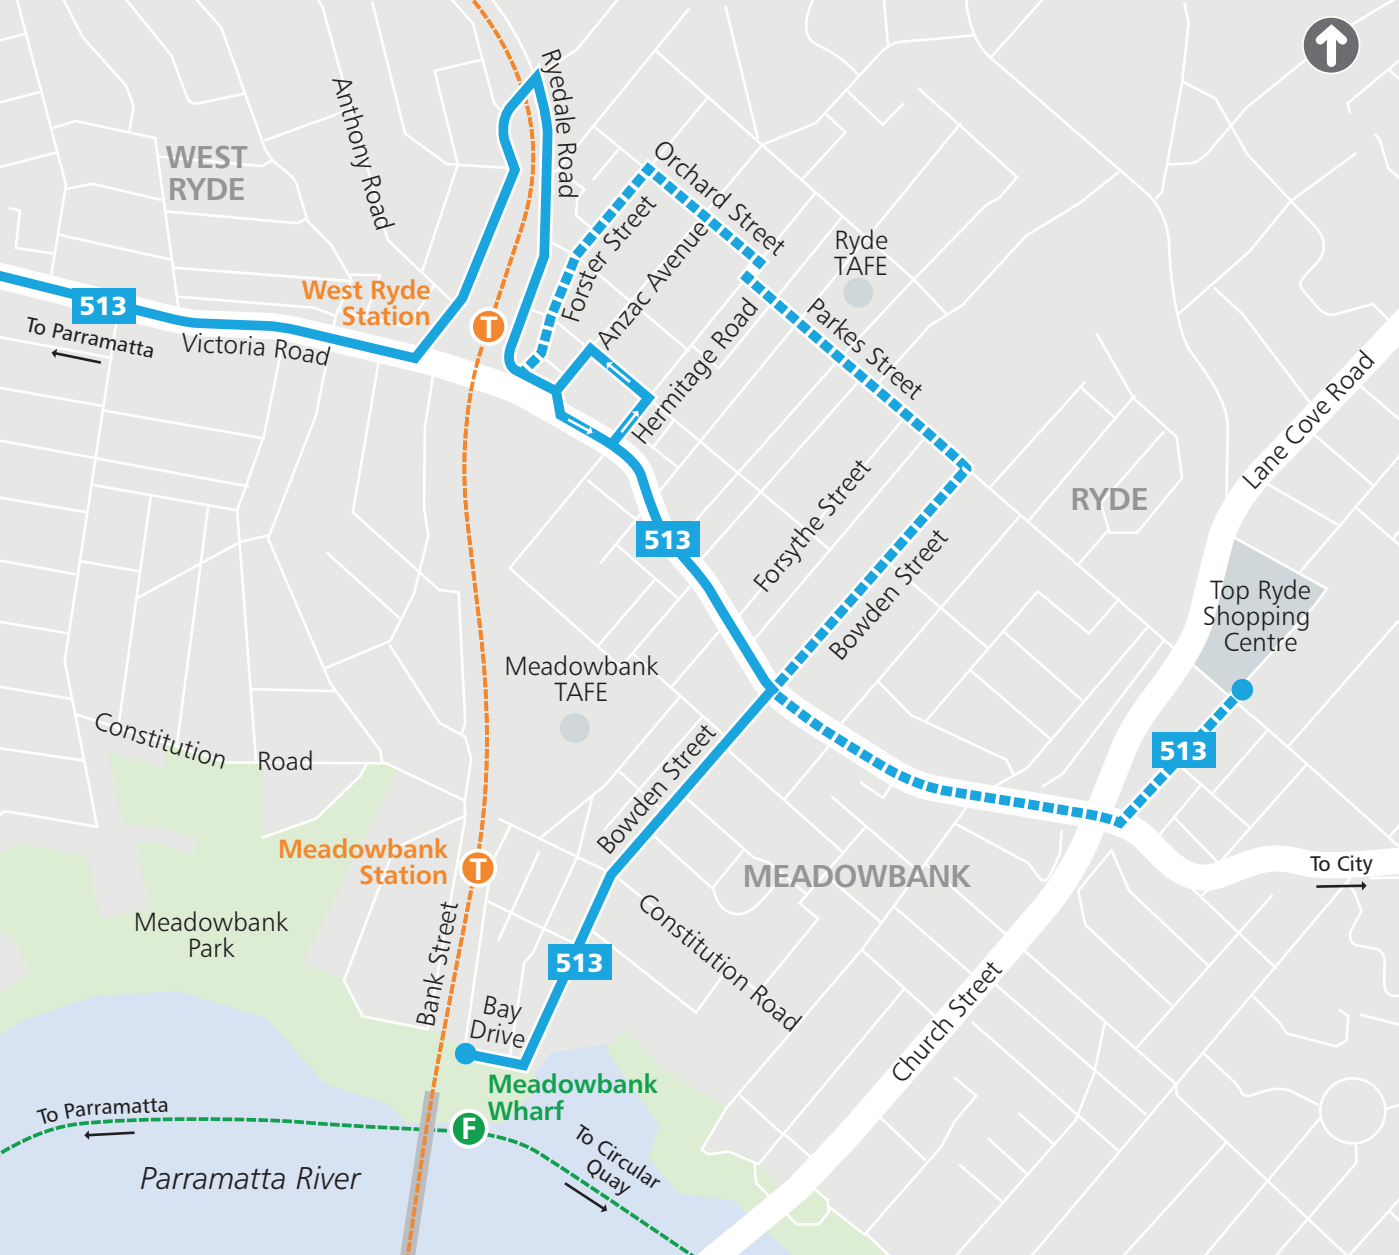 Ryedale Road
Anthony Road
WEST
RYDE
Orchard Street
Forster Street
Anzac Avenue
Ryde
TAFE
West Ryde
Station
T
513
To Parramatta
Victoria Road
Hermitage Road
Parkes Street
Lane Cove Road
RYDE
Forsythe Street
513
Bowden Street
Top Ryde
Shopping
Centre
Meadowbank
TAFE
Constitution Road
Bowden Street
513
Meadowbank
Station
T
MEADOWBANK
To City
Meadowbank
Park
Bank Street
Constitution Road
513
Church Street
Bay
Drive
Meadowbank
Wharf
F
To Parramatta
To Circular
Quay
Parramatta River